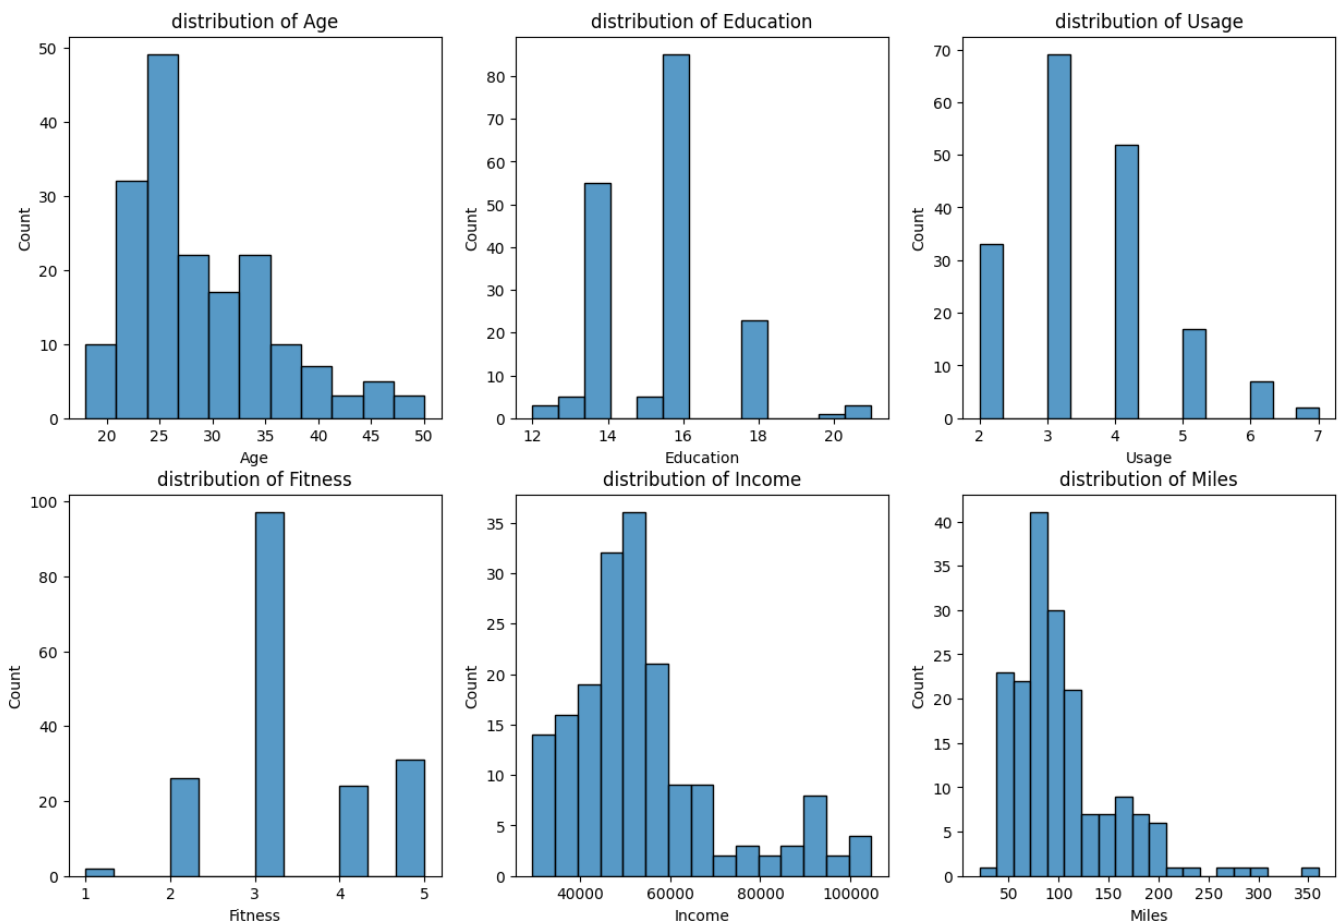 distribution of Age
50
40
30
20
10
0
Count
20 25 30 35 40 45 50
Age
distribution of Education
80
70
60
50
40
30
20
10
0
Count
12 14 16 18 20
Education
distribution of Usage
70
60
50
40
30
20
10
0
Count
2 3 4 5 6 7
Usage
distribution of Fitness
100
80
60
40
20
0
Count
1 2 3 4 5
Fitness
distribution of Income
35
30
25
20
15
10
5
0
Count
40000 60000 80000 100000
Income
distribution of Miles
40
35
30
25
20
15
10
5
0
Count
50 100 150 200 250 300 350
Miles